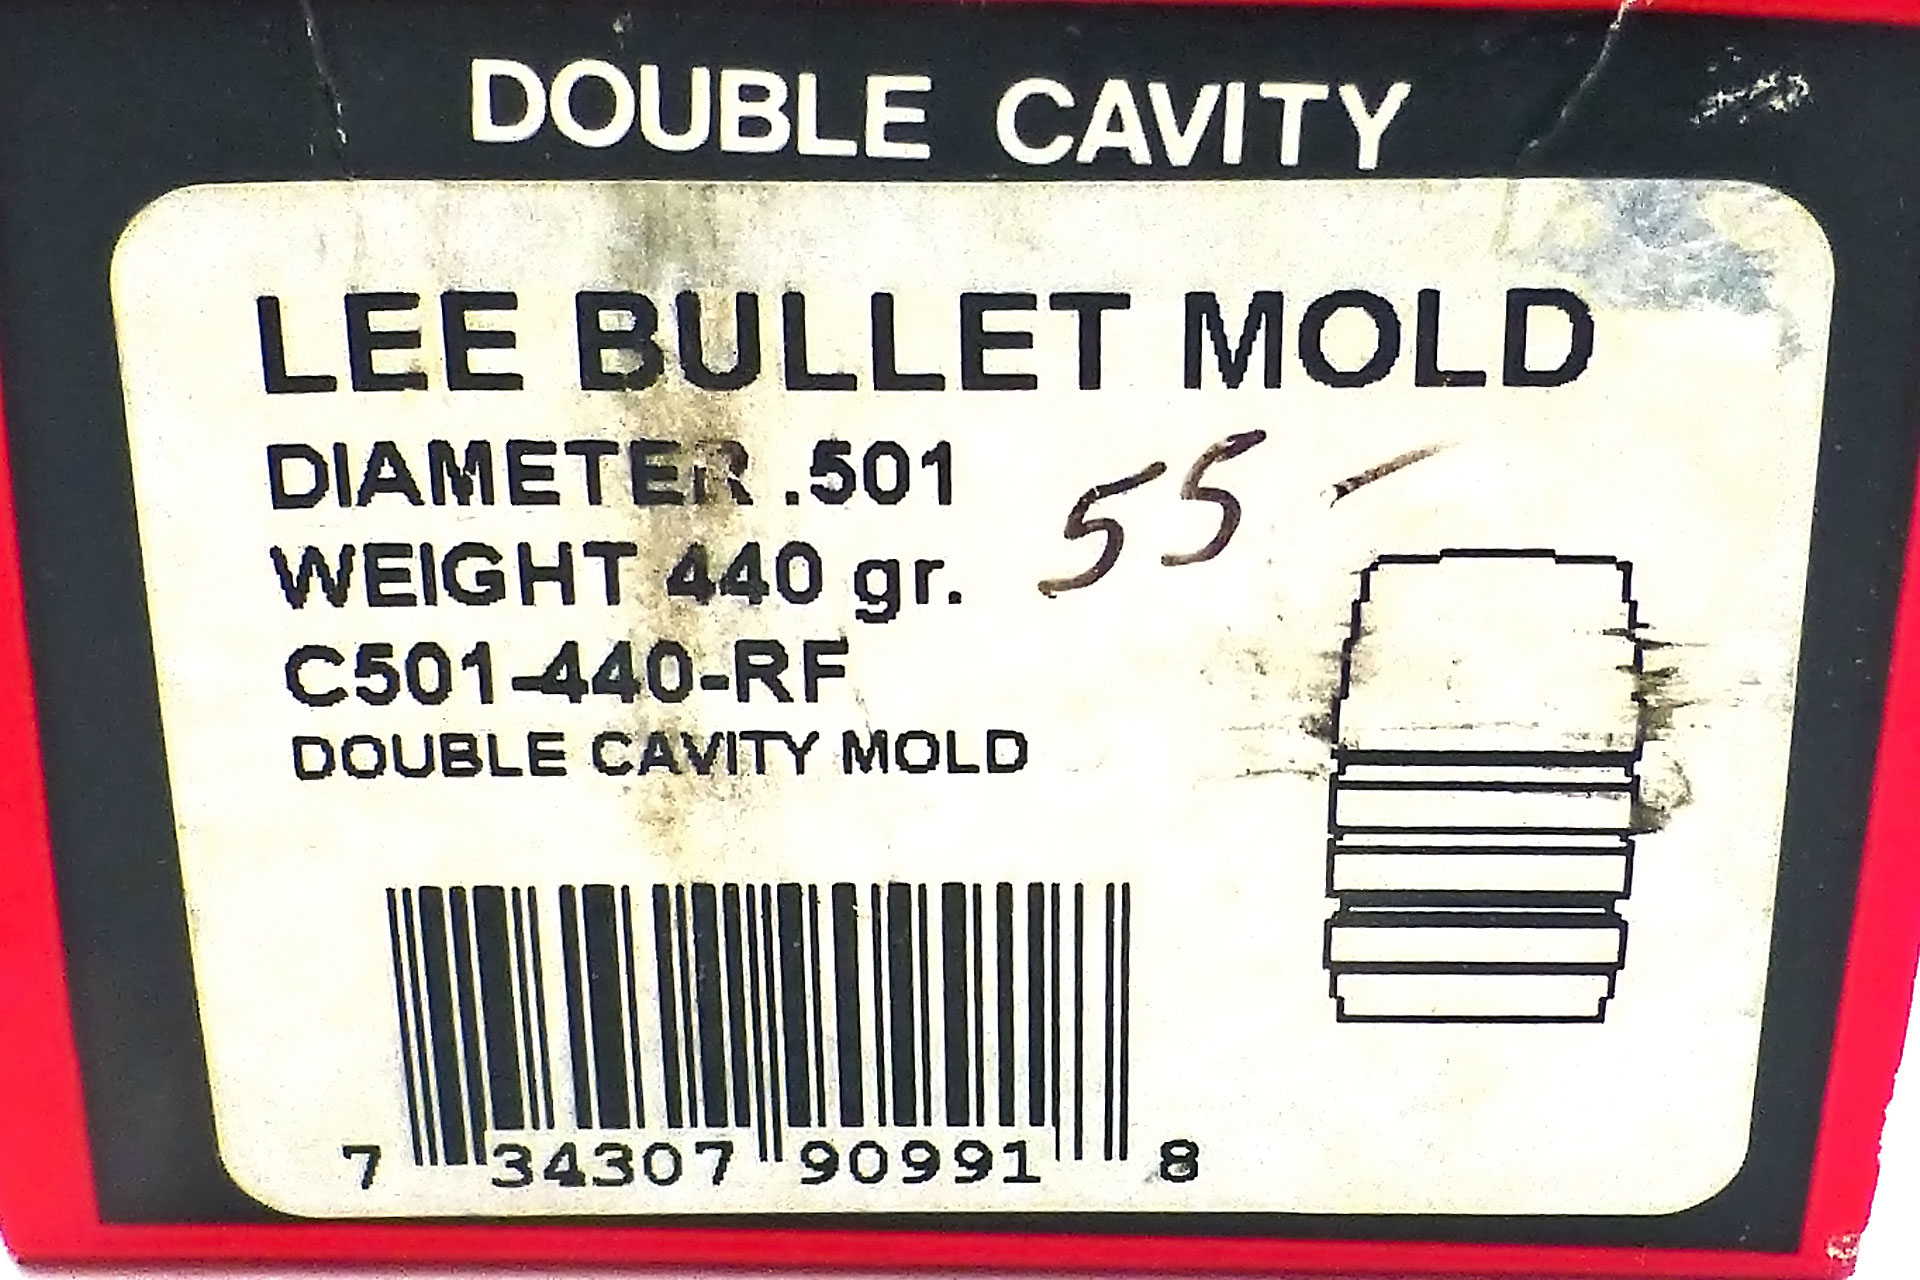 DOUBLE CAVITY
LEE BULLET MOLD
DIAMETER .501
55 –
WEIGHT 440 gr.
C501-440-RF
DOUBLE CAVITY MOLD
7 34307 90991 8